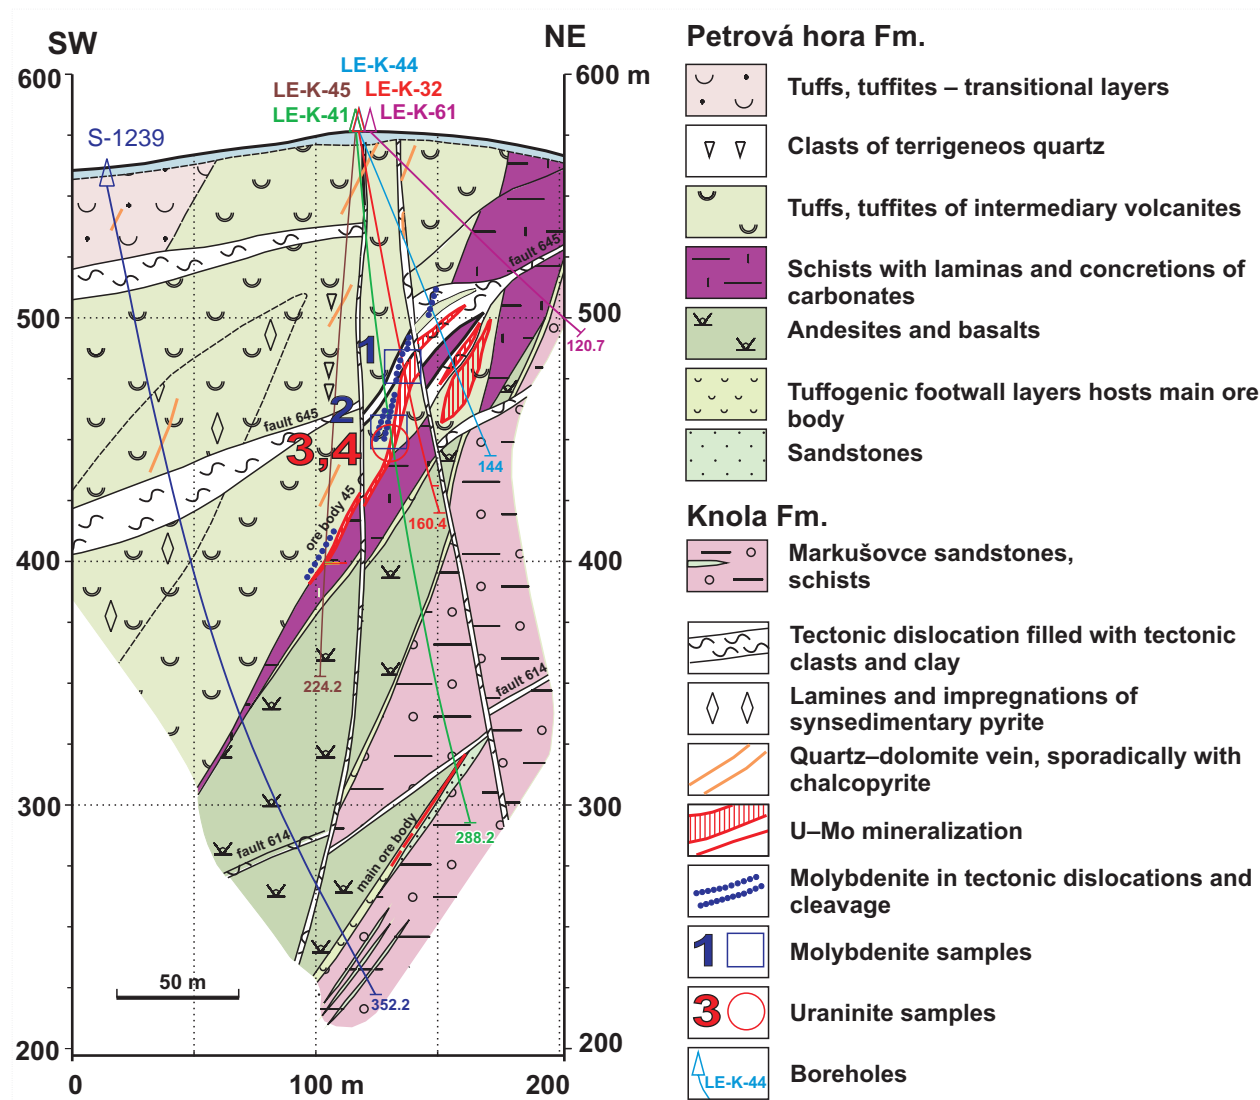 SW
NE
LE-K-44
LE-K-45
LE-K-32
LE-K-41
LE-K-61
S-1239
600
600 m
500
500
400
400
300
300
200
200
0
100 m
200
50 m
fault 645
fault 645
fault 614
fault 614
ore body 45
main ore body
1
2
3,4
120.7
144
160.4
224.2
288.2
352.2
Petrová hora Fm.
Tuffs, tuffites – transitional layers
Clasts of terrigeneos quartz
Tuffs, tuffites of intermediary volcanites
Schists with laminas and concretions of
carbonates
Andesites and basalts
Tuffogenic footwall layers hosts main ore
body
Sandstones
Knola Fm.
Markušovce sandstones,
schists
Tectonic dislocation filled with tectonic
clasts and clay
Lamines and impregnations of
synsedimentary pyrite
Quartz–dolomite vein, sporadically with
chalcopyrite
U–Mo mineralization
Molybdenite in tectonic dislocations and
cleavage
1
Molybdenite samples
3
Uraninite samples
LE-K-44
Boreholes